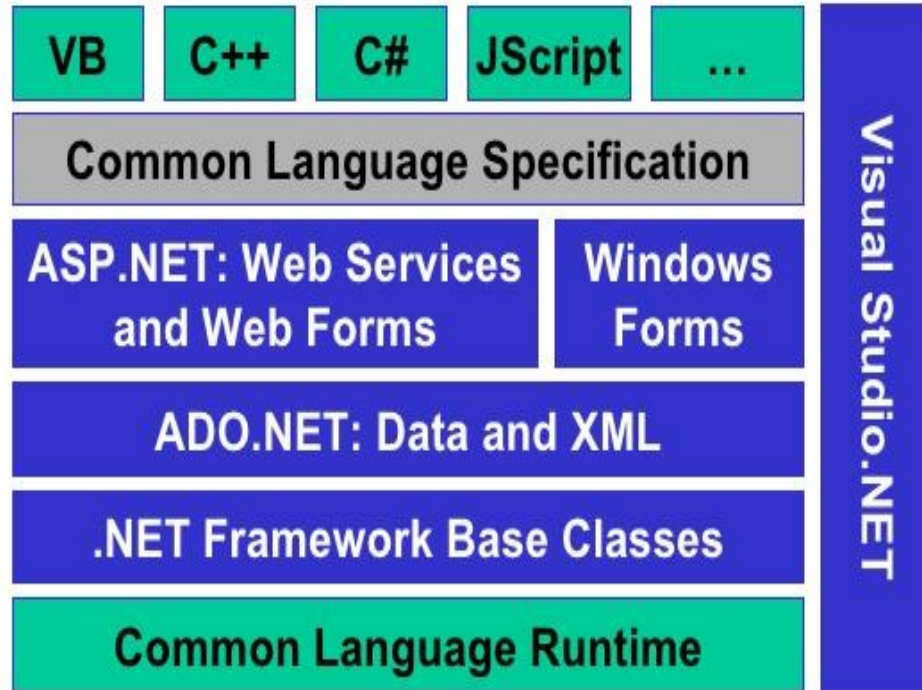 VB
C++
C#
JScript
...
Common Language Specification
ASP.NET: Web Services
and Web Forms
Windows
Forms
ADO.NET: Data and XML
.NET Framework Base Classes
Common Language Runtime
Visual Studio.NET